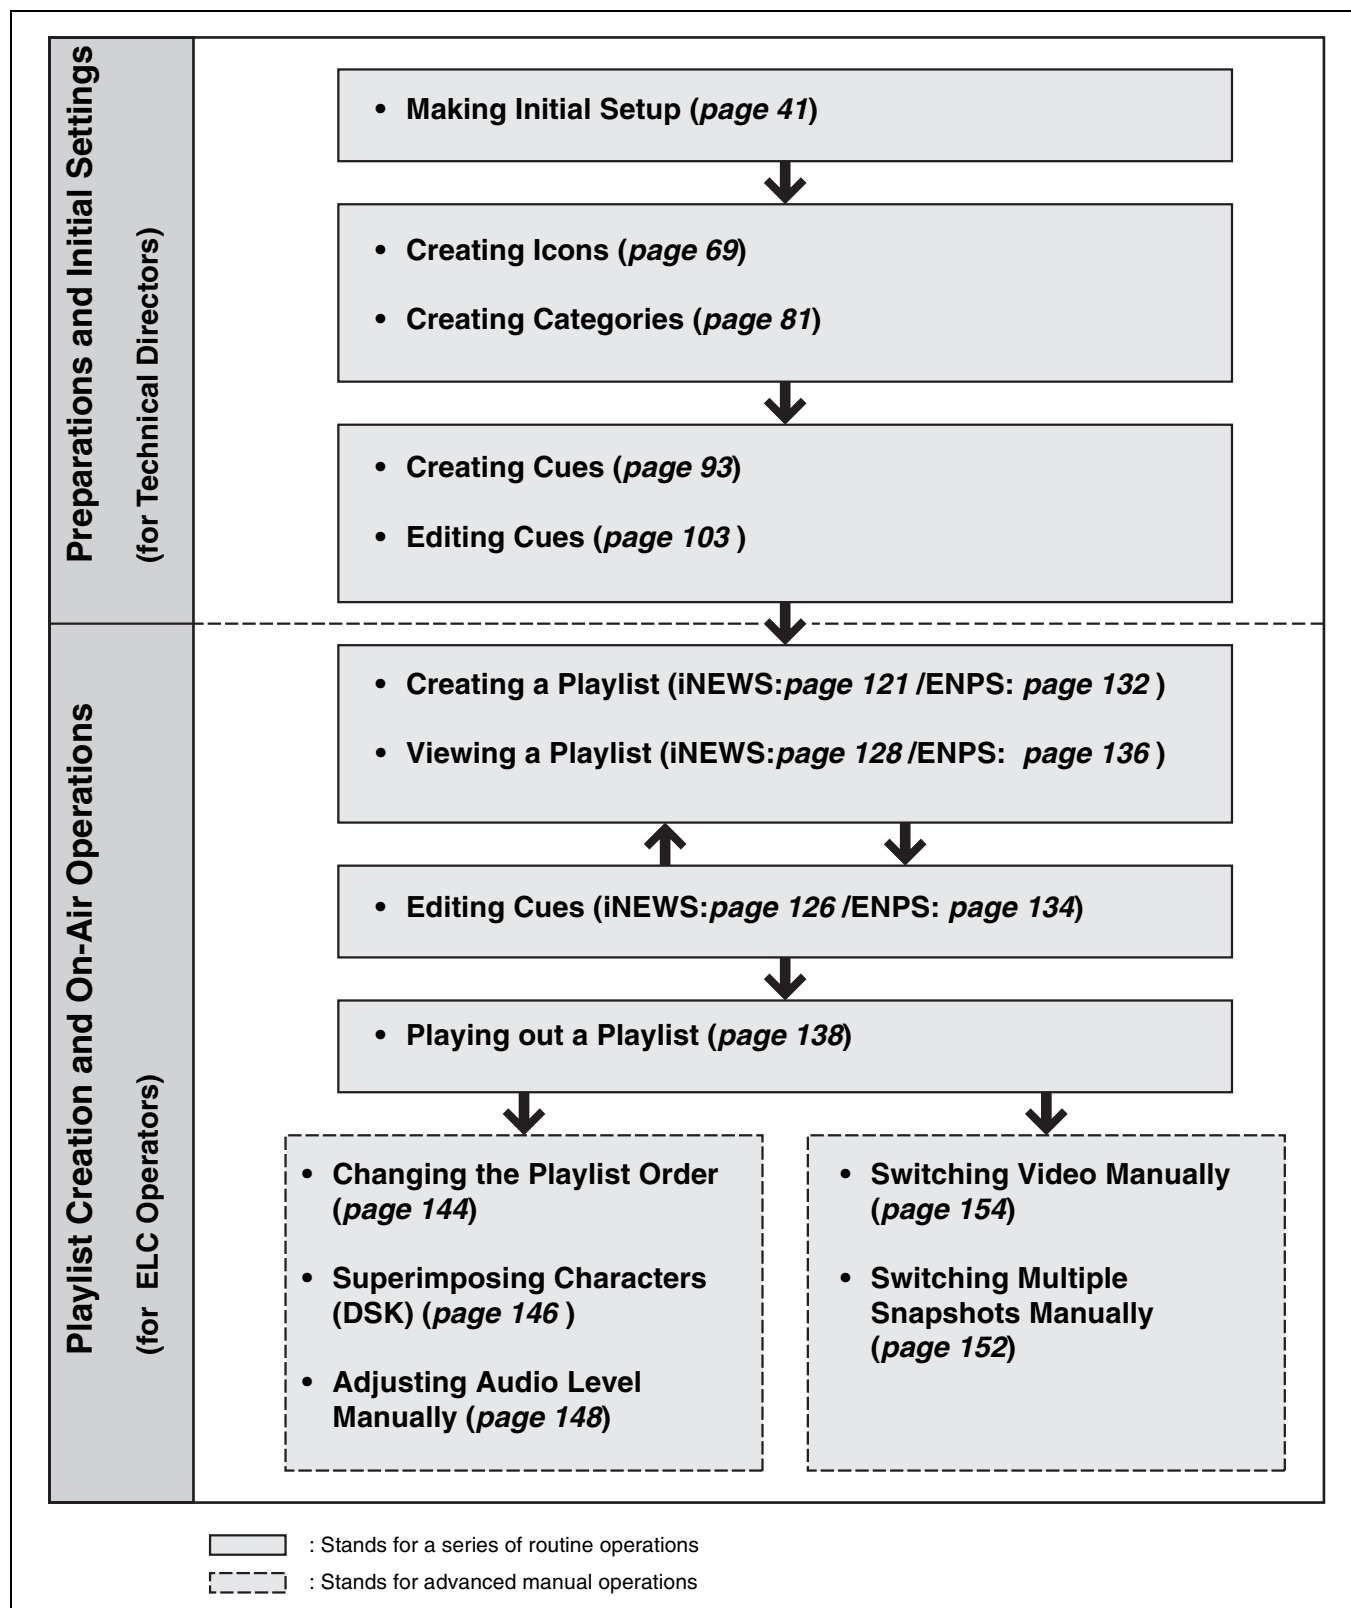 Preparations and Initial Settings
(for Technical Directors)
• Making Initial Setup (page 41)
• Creating Icons (page 69)
• Creating Categories (page 81)
• Creating Cues (page 93)
• Editing Cues (page 103 )
Playlist Creation and On-Air Operations
(for ELC Operators)
• Creating a Playlist (iNEWS:page 121 /ENPS: page 132 )
• Viewing a Playlist (iNEWS:page 128 /ENPS: page 136 )
• Editing Cues (iNEWS:page 126 /ENPS: page 134)
• Playing out a Playlist (page 138)
• Changing the Playlist Order
(page 144)
• Superimposing Characters
(DSK) (page 146 )
• Adjusting Audio Level
Manually (page 148)
• Switching Video Manually
(page 154)
• Switching Multiple
Snapshots Manually
(page 152)
: Stands for a series of routine operations
: Stands for advanced manual operations